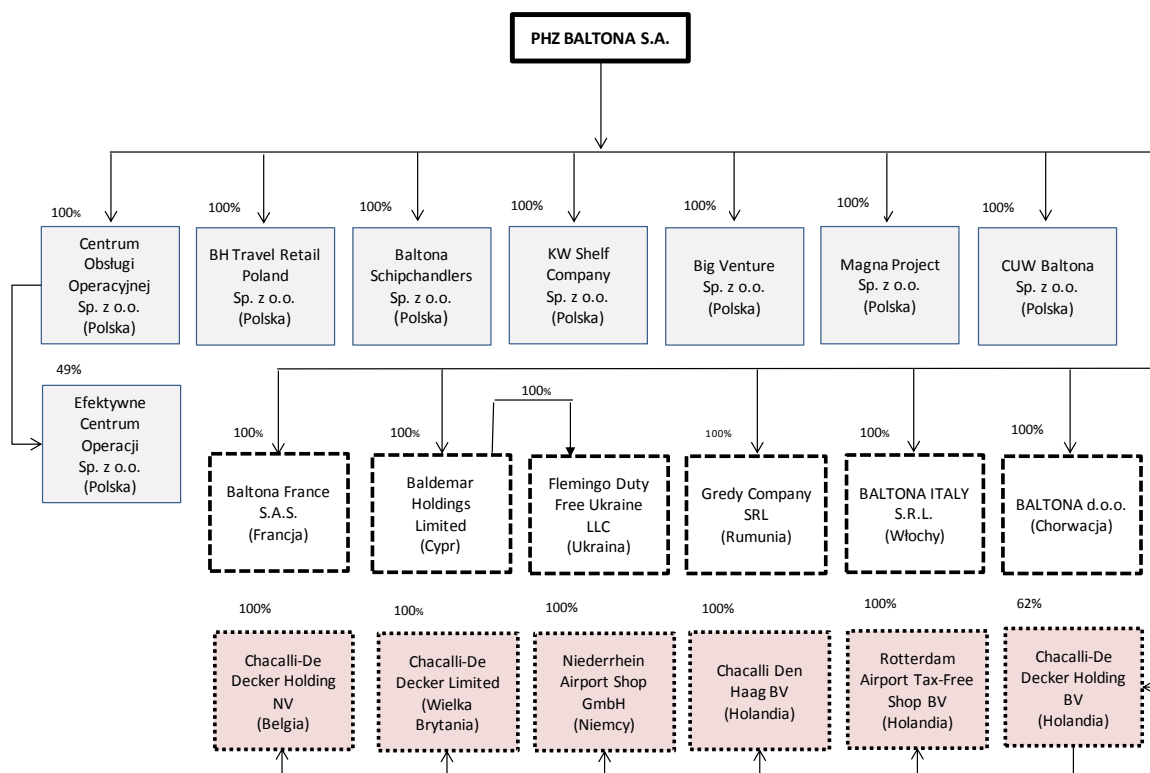 PHZ BALTONA S.A.
100%
100%
100%
100%
100%
100%
100%
Centrum
Obsługi
Operacyjnej
Sp. z o.o.
(Polska)
BH Travel Retail
Poland
Sp. z o.o.
(Polska)
Baltona
Schipchandlers
Sp. z o.o.
(Polska)
KW Shelf
Company
Sp. z o.o.
(Polska)
Big Venture
Sp. z o.o.
(Polska)
Magna Project
Sp. z o.o.
(Polska)
CUW Baltona
Sp. z o.o.
(Polska)
49%
Efektywne
Centrum
Operacji
Sp. z o.o.
(Polska)
100%
100%
100%
100%
100%
100%
Baltona France
S.A.S.
(Francja)
Baldemar
Holdings
Limited
(Cypr)
Flemingo Duty
Free Ukraine
LLC
(Ukraina)
Gredy Company
SRL
(Rumunia)
BALTONA ITALY
S.R.L.
(Włochy)
BALTONA d.o.o.
(Chorwacja)
100%
100%
100%
100%
100%
62%
Chacalli-De
Decker Holding
NV
(Belgia)
Chacalli-De
Decker Limited
(Wielka
Brytania)
Niederrhein
Airport Shop
GmbH
(Niemcy)
Chacalli Den
Haag BV
(Holandia)
Rotterdam
Airport Tax-Free
Shop BV
(Holandia)
Chacalli-De
Decker Holding
BV
(Holandia)